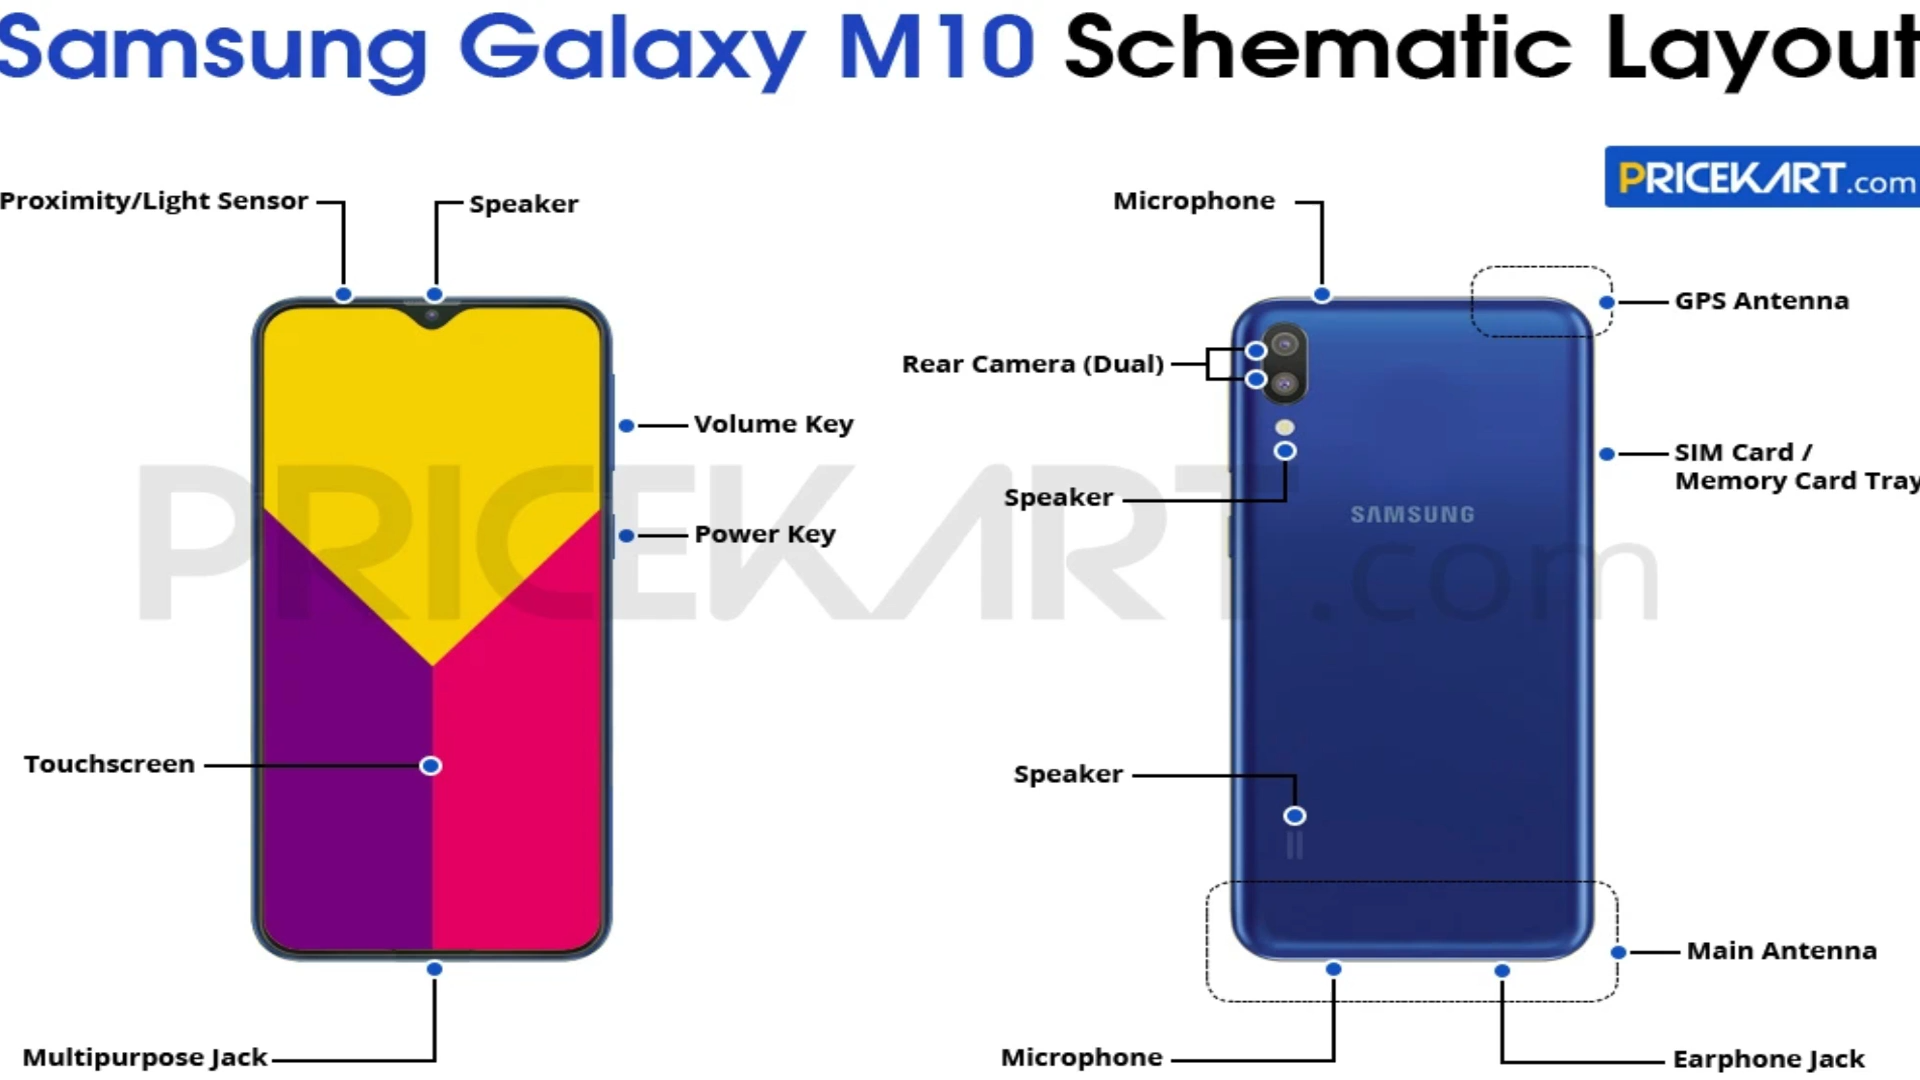 Samsung Galaxy M10 Schematic Layout
PRICEKART.com
Proximity/Light Sensor
Speaker
Volume Key
Power Key
Touchscreen
Multipurpose Jack
Microphone
GPS Antenna
Rear Camera (Dual)
SIM Card /
Memory Card Tray
Speaker
SAMSUNG
Speaker
Main Antenna
Microphone
Earphone Jack
PRICEKART.com